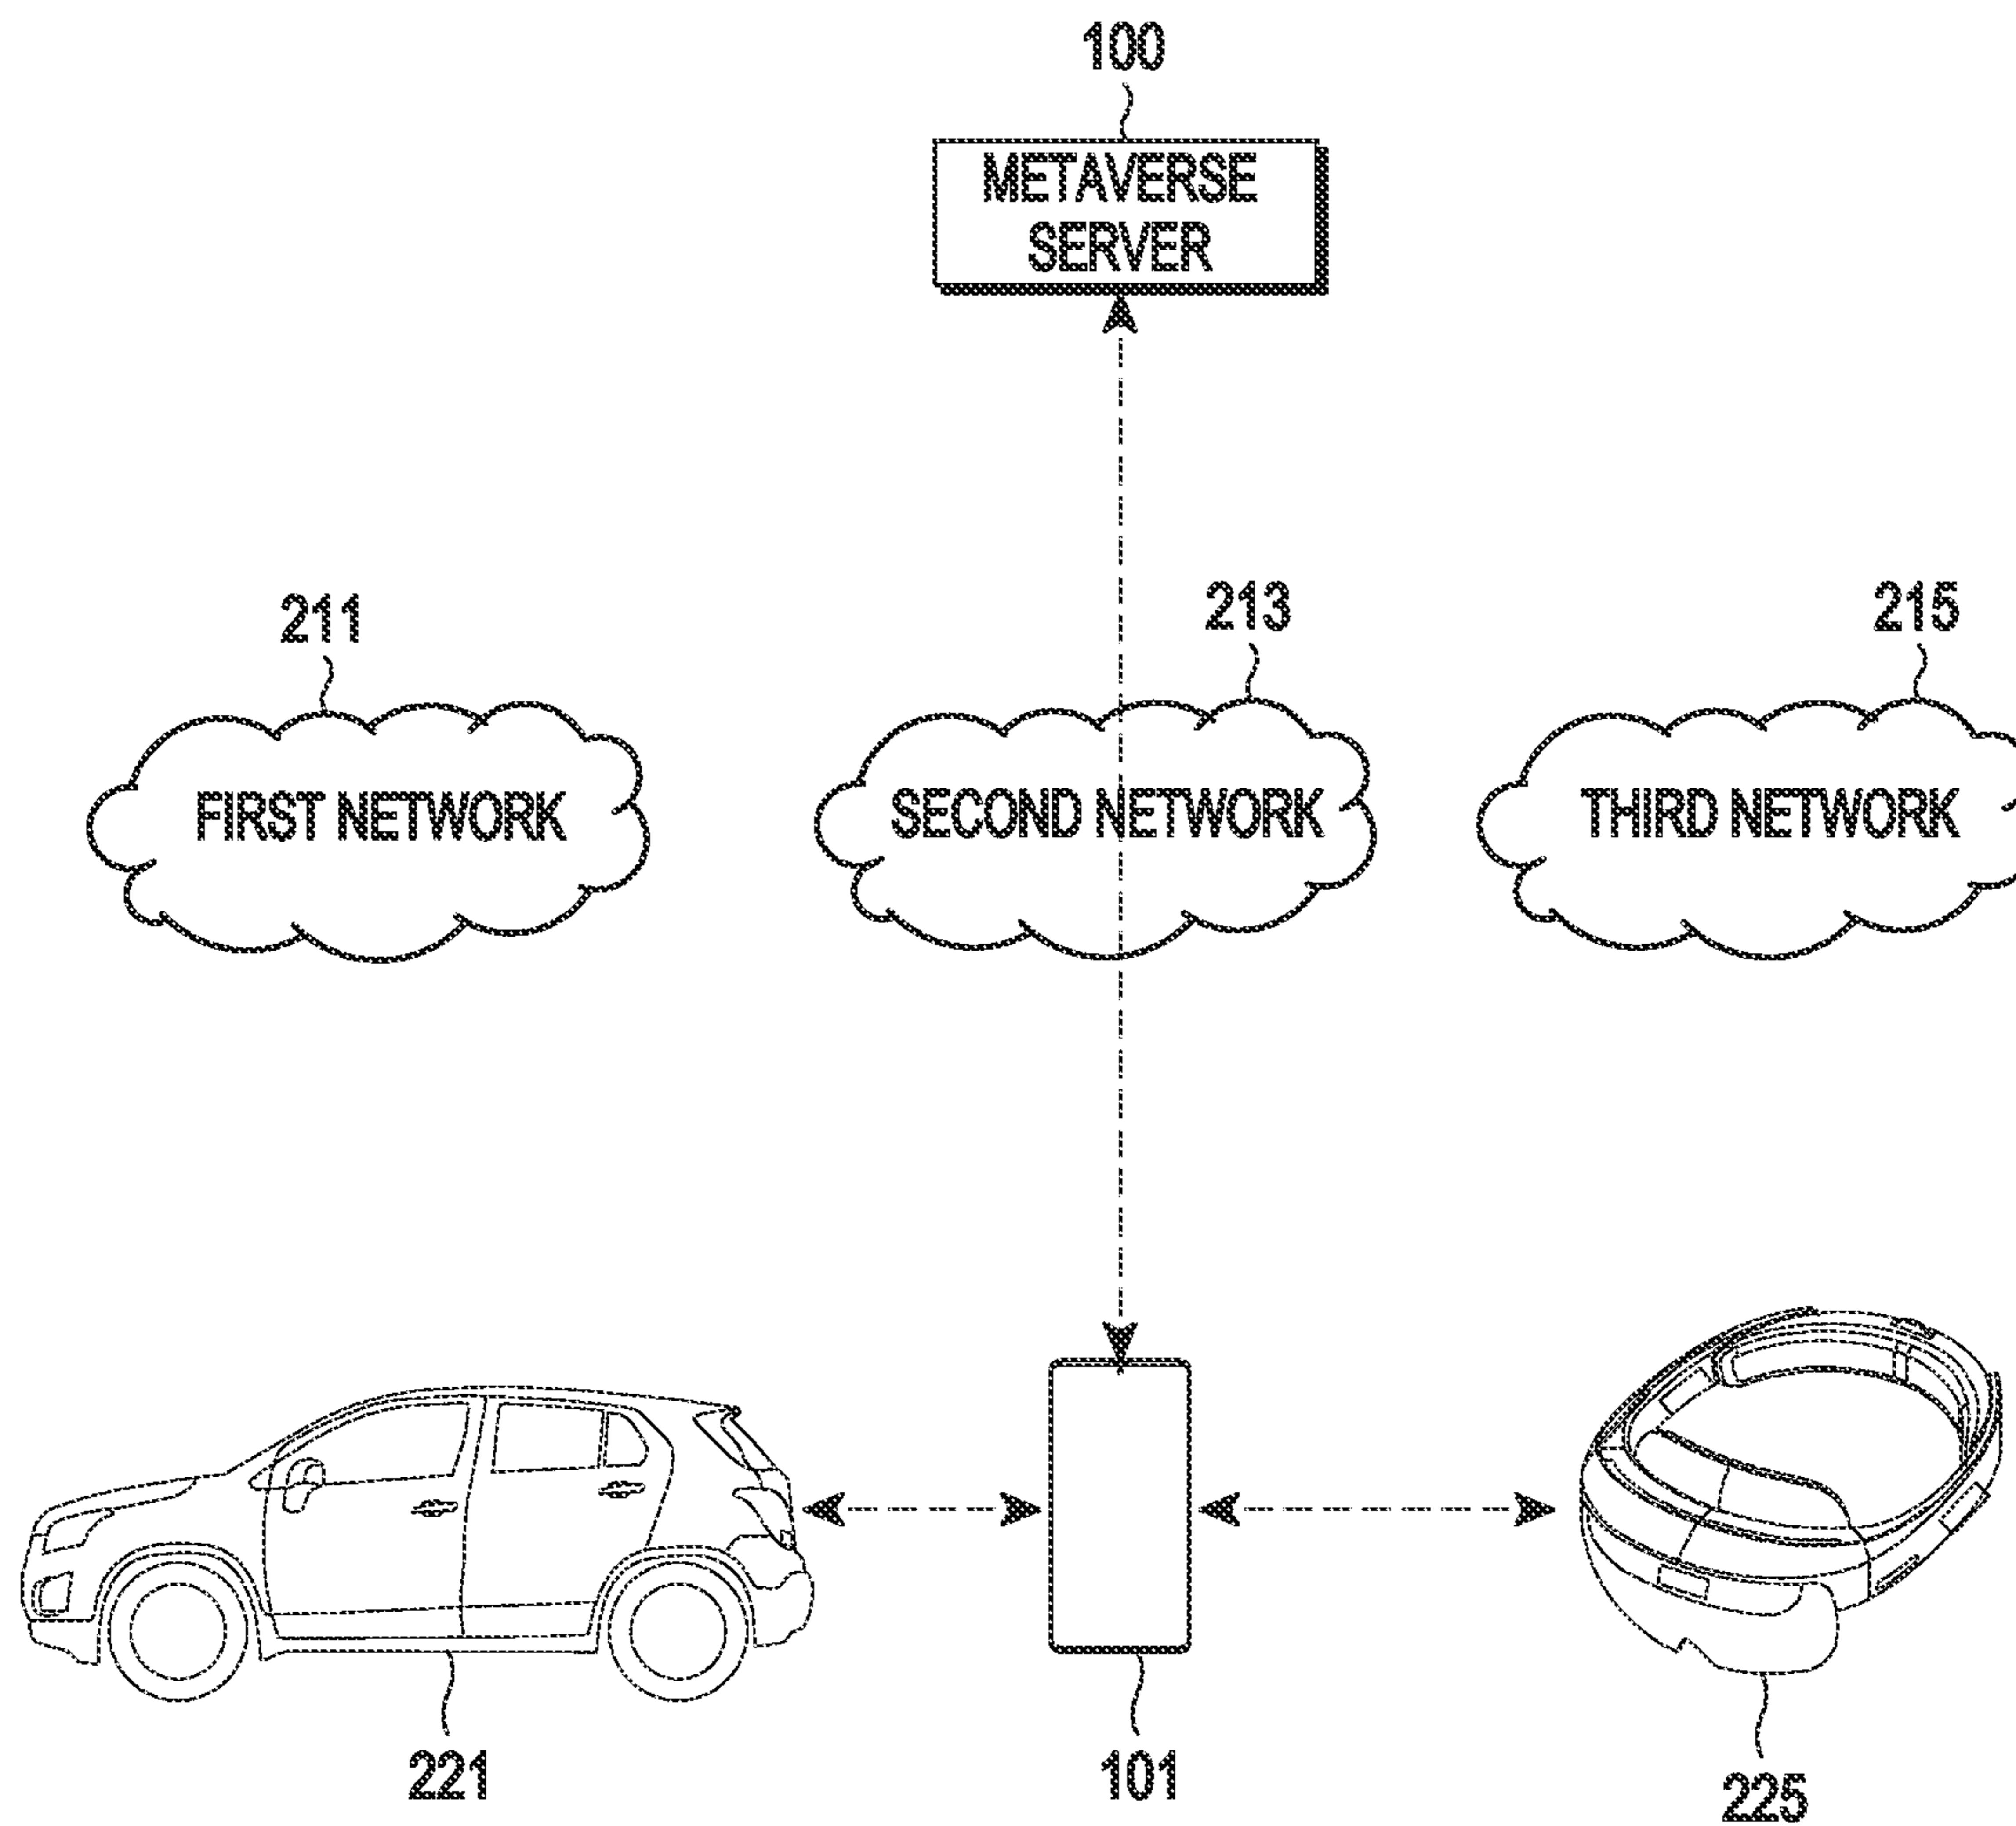 100
METAVERSE
SERVER
211
213
215
FIRST NETWORK
SECOND NETWORK
THIRD NETWORK
221
101
225